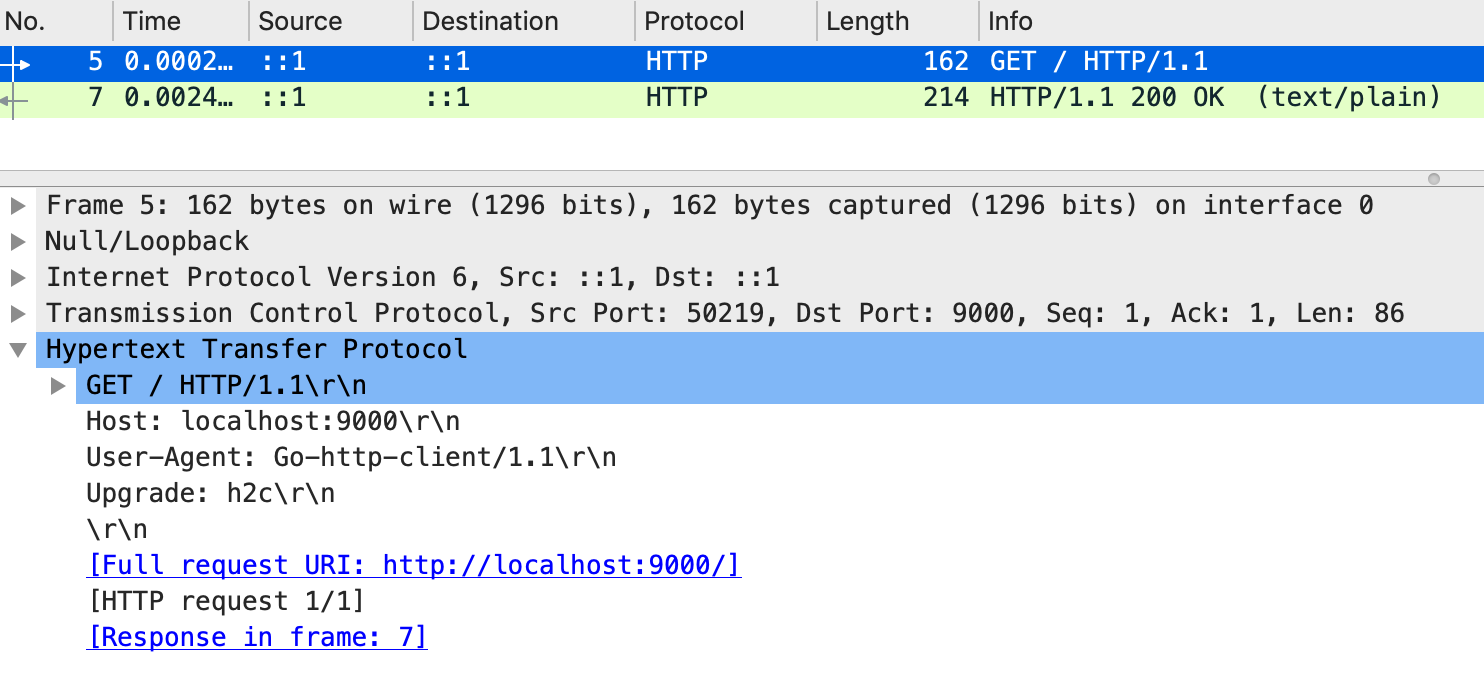 No. Time Source Destination Protocol Length Info
5 0.0002… ::1 ::1 HTTP 162 GET / HTTP/1.1
7 0.0024… ::1 ::1 HTTP 214 HTTP/1.1 200 OK (text/plain)
Frame 5: 162 bytes on wire (1296 bits), 162 bytes captured (1296 bits) on interface 0
Null/Loopback
Internet Protocol Version 6, Src: ::1, Dst: ::1
Transmission Control Protocol, Src Port: 50219, Dst Port: 9000, Seq: 1, Ack: 1, Len: 86
Hypertext Transfer Protocol
GET / HTTP/1.1\r\n
Host: localhost:9000\r\n
User-Agent: Go-http-client/1.1\r\n
Upgrade: h2c\r\n
\r\n
[Full request URI: http://localhost:9000/]
[HTTP request 1/1]
[Response in frame: 7]